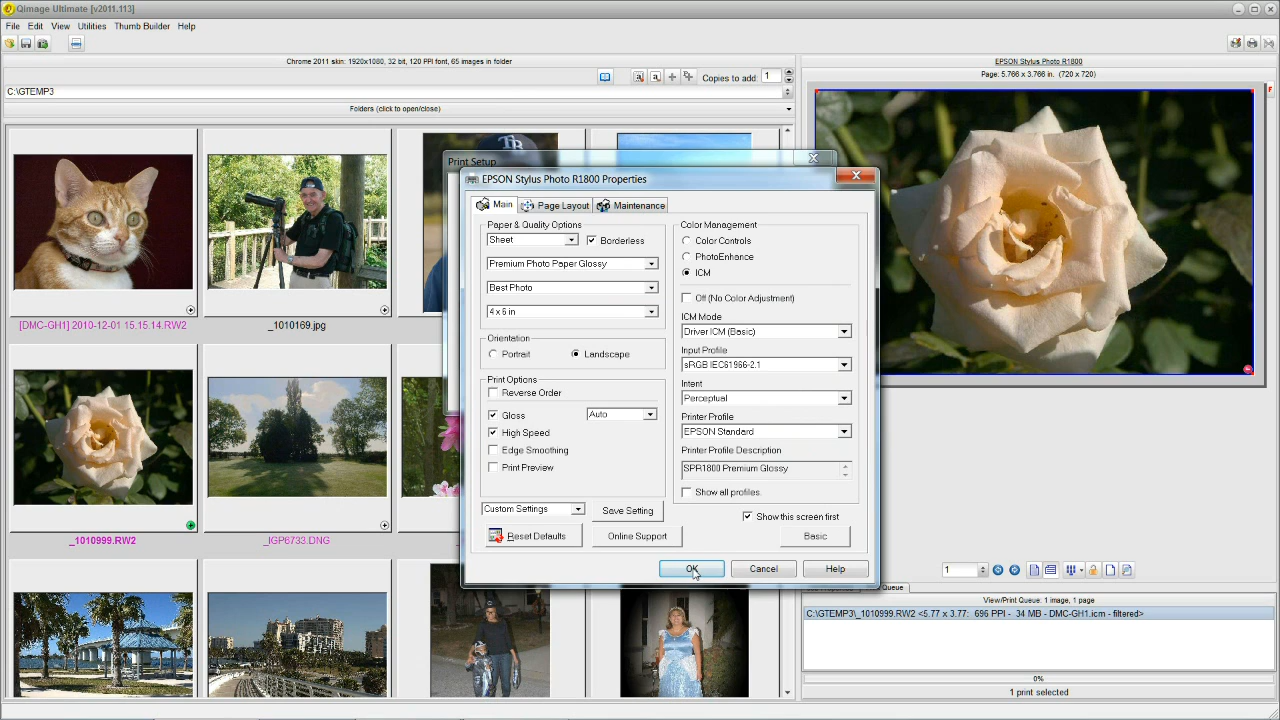 Qimage Ultimate [v2011.113]
File Edit View Utilities Thumb Builder Help
Chrome 2011 skin: 1920x1080, 32 bit, 120 PPI font, 65 images in folder
Copies to add: 1
C:\GTEMP3
Folders (click to open/close)
EPSON Stylus Photo R1800
Page: 5.766 x 3.766 in. (720 x 720)
F
TB
[DMC-GH1] 2010-12-01 15.15.14.RW2
_1010169.jpg
_1010999.RW2
_IGP6733.DNG
Print Setup
EPSON Stylus Photo R1800 Properties
Main Page Layout Maintenance
Paper & Quality Options
Sheet Borderless
Premium Photo Paper Glossy
Best Photo
4 x 6 in
Orientation
Portrait Landscape
Print Options
Reverse Order
Gloss Auto
High Speed
Edge Smoothing
Print Preview
Custom Settings Save Setting
Reset Defaults Online Support
Color Management
Color Controls
PhotoEnhance
ICM
Off (No Color Adjustment)
ICM Mode
Driver ICM (Basic)
Input Profile
sRGB IEC61966-2.1
Intent
Perceptual
Printer Profile
EPSON Standard
Printer Profile Description
SPR1800 Premium Glossy
Show all profiles.
Show this screen first
Basic
OK Cancel Help
1
Queue
View/Print Queue: 1 image, 1 page
C:\GTEMP3\_1010999.RW2 <5.77 x 3.77: 696 PPI - 34 MB - DMC-GH1.icm - filtered>
0%
1 print selected